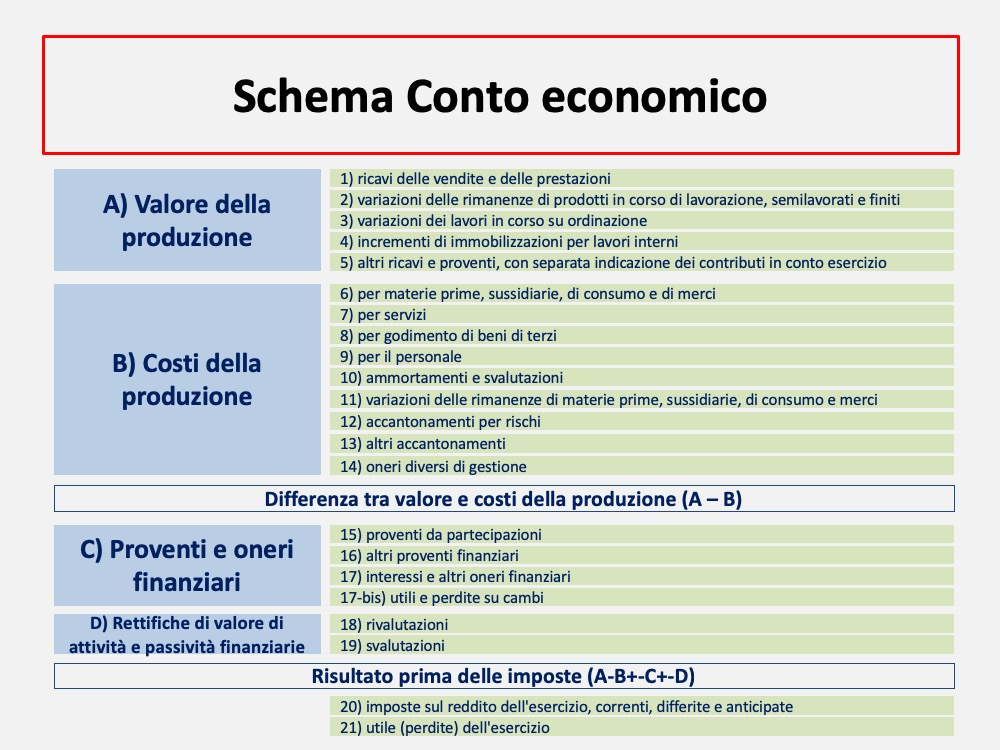 Schema Conto economico
A) Valore della
produzione
1) ricavi delle vendite e delle prestazioni
2) variazioni delle rimanenze di prodotti in corso di lavorazione, semilavorati e finiti
3) variazioni dei lavori in corso su ordinazione
4) incrementi di immobilizzazioni per lavori interni
5) altri ricavi e proventi, con separata indicazione dei contributi in conto esercizio
B) Costi della
produzione
6) per materie prime, sussidiarie, di consumo e di merci
7) per servizi
8) per godimento di beni di terzi
9) per il personale
10) ammortamenti e svalutazioni
11) variazioni delle rimanenze di materie prime, sussidiarie, di consumo e merci
12) accantonamenti per rischi
13) altri accantonamenti
14) oneri diversi di gestione
Differenza tra valore e costi della produzione (A – B)
C) Proventi e oneri
finanziari
15) proventi da partecipazioni
16) altri proventi finanziari
17) interessi e altri oneri finanziari
17-bis) utili e perdite su cambi
D) Rettifiche di valore di
attività e passività finanziarie
18) rivalutazioni
19) svalutazioni
Risultato prima delle imposte (A-B+-C+-D)
20) imposte sul reddito dell'esercizio, correnti, differite e anticipate
21) utile (perdite) dell'esercizio